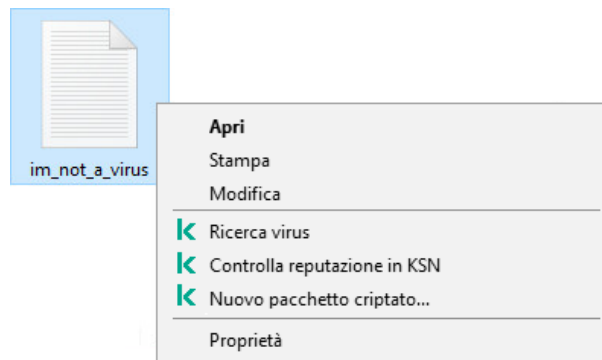 im_not_a_virus
Apri
Stampa
Modifica
Ricerca virus
Controlla reputazione in KSN
Nuovo pacchetto criptato...
Proprietà